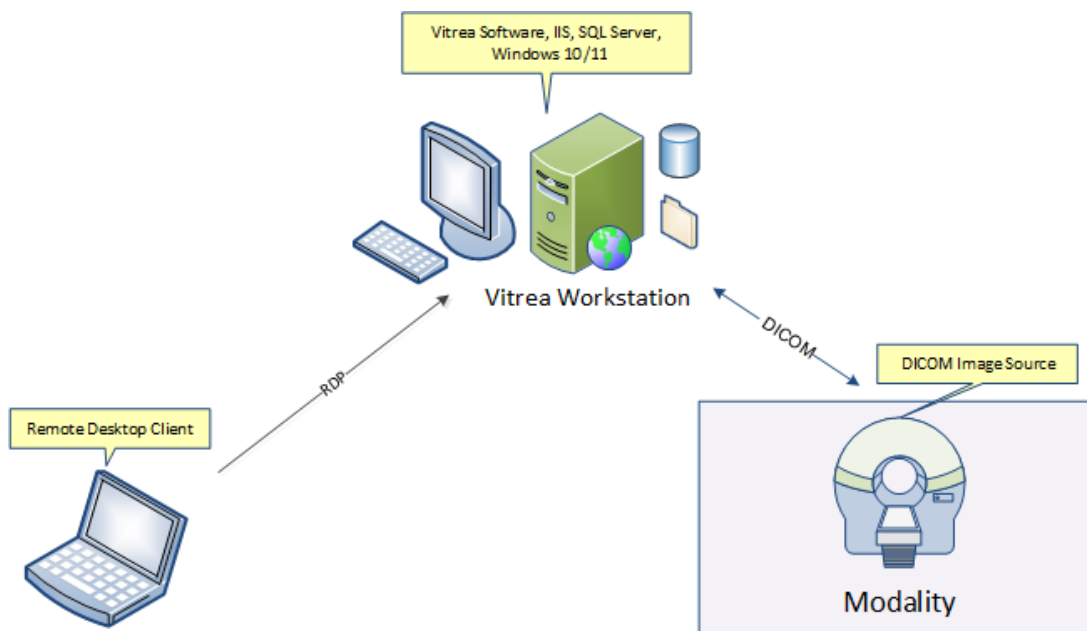 Vitrea Software, IIS, SQL Server,
Windows 10/11
Vitrea Workstation
RDP
DICOM
DICOM Image Source
Remote Desktop Client
Modality